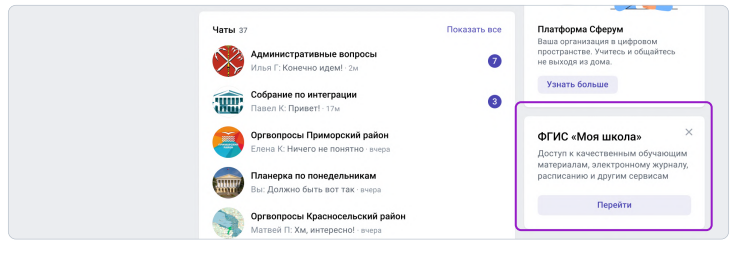 Чаты 37
Показать все
Административные вопросы
Илья Г: Конечно идем! · 2м
7
Собрание по интеграции
Павел К: Привет! · 17м
3
Оргвопросы Приморский район
Елена К: Ничего не понятно · вчера
Планерка по понедельникам
Вы: Должно быть вот так · вчера
Оргвопросы Красносельский район
Матвей П: Хм, интересно! · вчера
Платформа Сферум
Ваша организация в цифровом
пространстве. Учитесь и общайтесь
не выходя из дома.
Узнать больше
ФГИС «Моя школа»
Доступ к качественным обучающим
материалам, электронному журналу,
расписанию и другим сервисам
Перейти